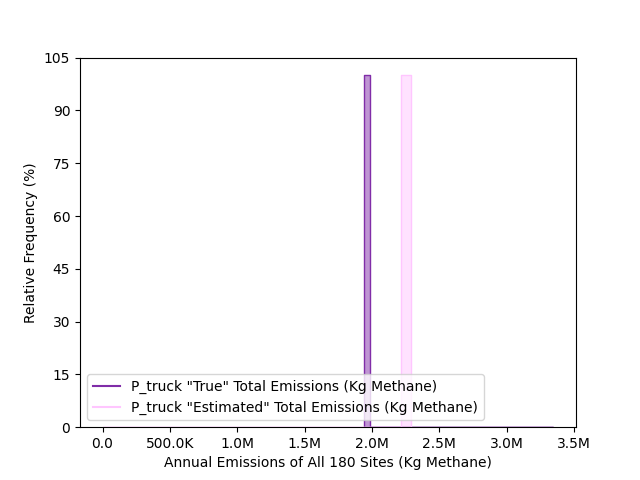 105
90
75
60
45
30
15
0
Relative Frequency (%)
P_truck "True" Total Emissions (Kg Methane)
P_truck "Estimated" Total Emissions (Kg Methane)
0.0 500.0K 1.0M 1.5M 2.0M 2.5M 3.0M 3.5M
Annual Emissions of All 180 Sites (Kg Methane)